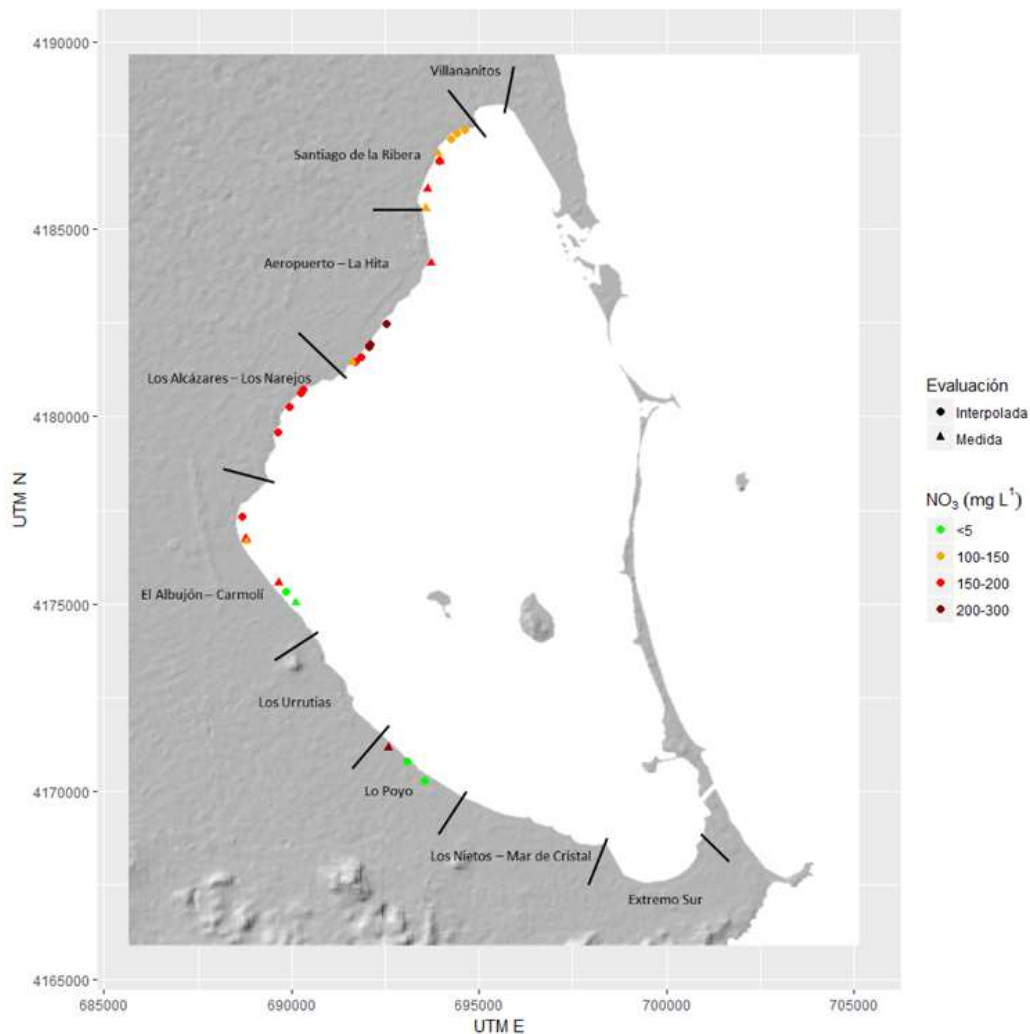 4190000
4185000
4180000
4175000
4170000
4165000
UTM N
Villananitos
Santiago de la Ribera
Aeropuerto – La Hita
Los Alcázares – Los Narejos
El Albujón – Carmolí
Los Urrutias
Lo Poyo
Los Nietos – Mar de Cristal
Extremo Sur
685000 690000 695000 700000 705000
UTM E
Evaluación
Interpolada
Medida
NO₃ (mg L¹)
<5
100-150
150-200
200-300